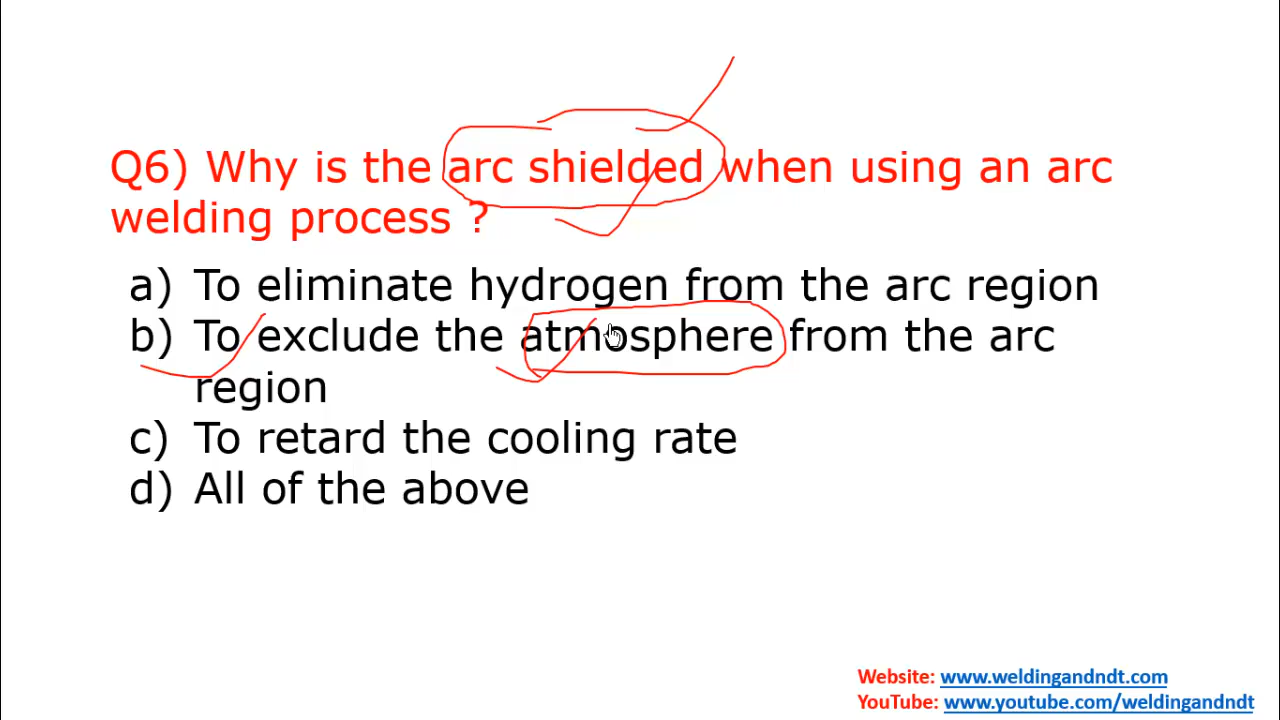 Q6) Why is the arc shielded when using an arc
welding process ?
a) To eliminate hydrogen from the arc region
b) To exclude the atmosphere from the arc
region
c) To retard the cooling rate
d) All of the above
Website: www.weldingandndt.com
YouTube: www.youtube.com/weldingandndt